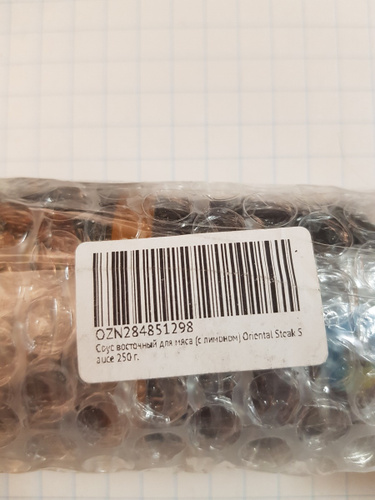 OZN284851298
Соус восточный для мяса (с лимоном) Oriental Steak S
auce 250 г.